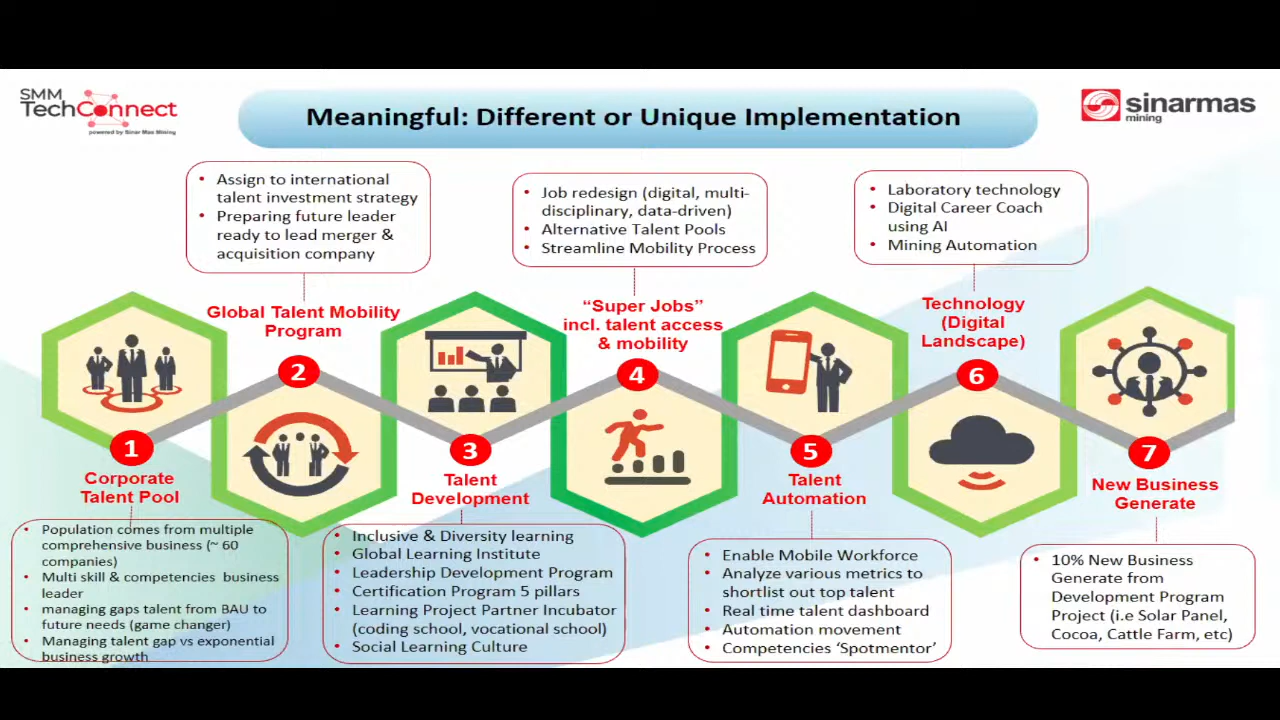 SMM
TechConnect
powered by Sinar Mas Mining
Meaningful: Different or Unique Implementation
sinarmas
mining
• Assign to international
talent investment strategy
• Preparing future leader
ready to lead merger &
acquisition company
• Job redesign (digital, multi-
disciplinary, data-driven)
• Alternative Talent Pools
• Streamline Mobility Process
• Laboratory technology
• Digital Career Coach
using AI
• Mining Automation
Global Talent Mobility
Program
2
“Super Jobs”
incl. talent access
& mobility
4
Technology
(Digital
Landscape)
6
1
Corporate
Talent Pool
3
Talent
Development
5
Talent
Automation
7
New Business
Generate
• Population comes from multiple
comprehensive business (~ 60
companies)
• Multi skill & competencies business
leader
• managing gaps talent from BAU to
future needs (game changer)
• Managing talent gap vs exponential
business growth
• Inclusive & Diversity learning
• Global Learning Institute
• Leadership Development Program
• Certification Program 5 pillars
• Learning Project Partner Incubator
(coding school, vocational school)
• Social Learning Culture
• Enable Mobile Workforce
• Analyze various metrics to
shortlist out top talent
• Real time talent dashboard
• Automation movement
• Competencies ‘Spotmentor’
• 10% New Business
Generate from
Development Program
Project (i.e Solar Panel,
Cocoa, Cattle Farm, etc)